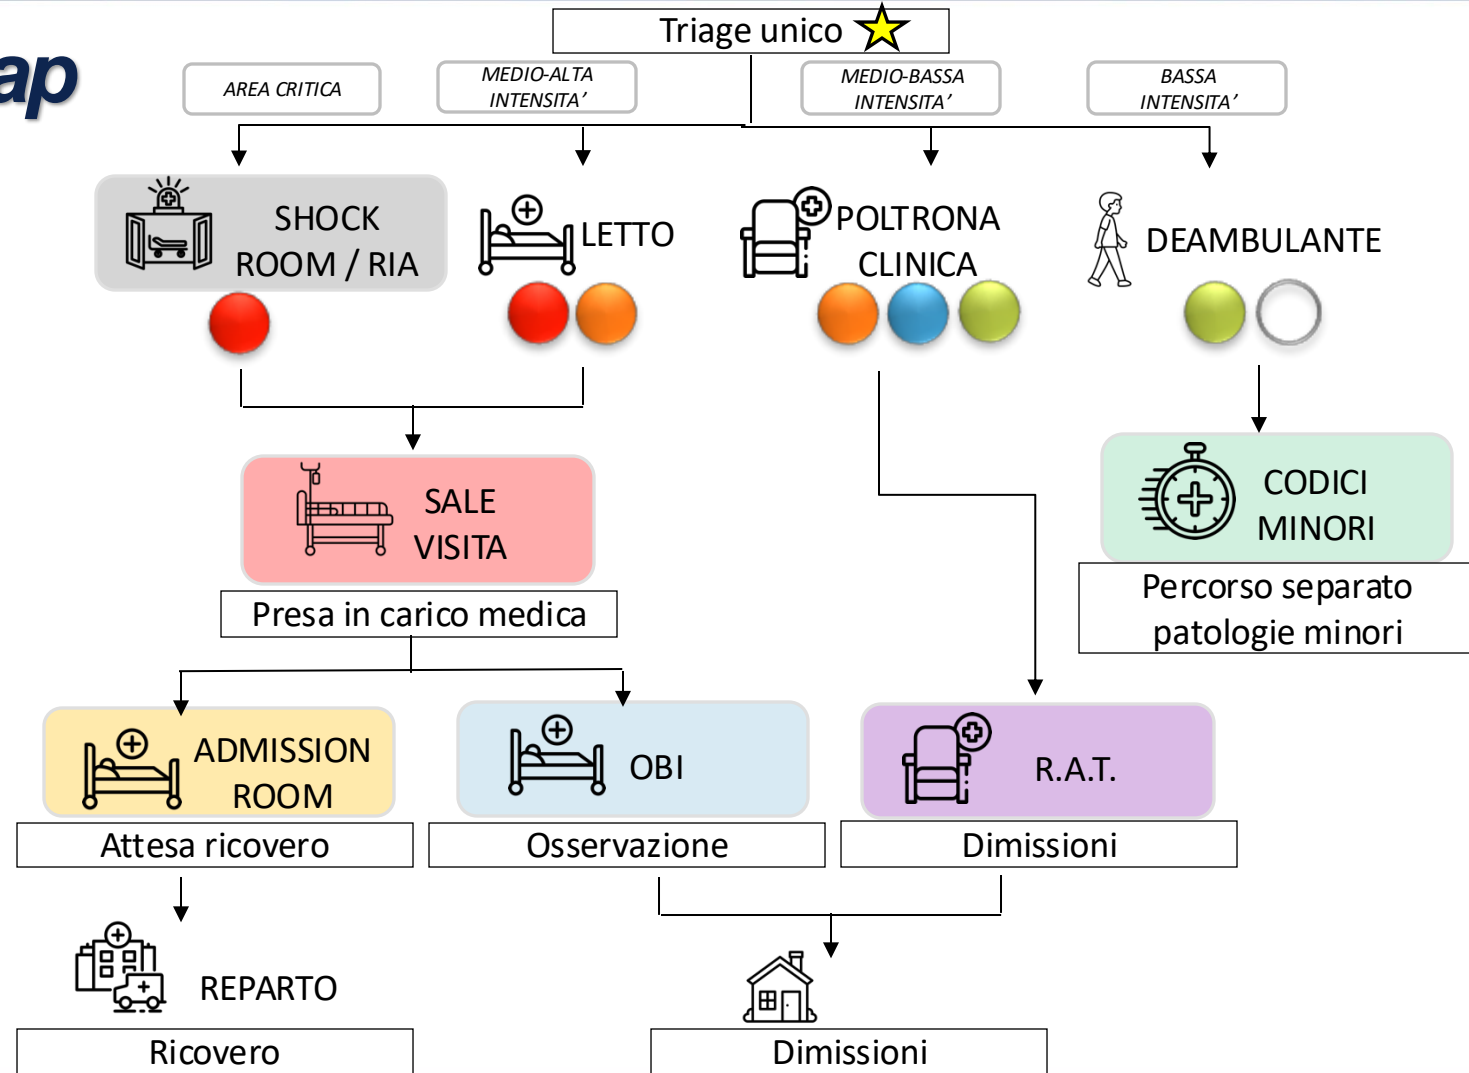 Triage unico
ap
AREA CRITICA
MEDIO-ALTA
INTENSITA’
MEDIO-BASSA
INTENSITA’
BASSA
INTENSITA’
SHOCK
ROOM / RIA
LETTO
POLTRONA
CLINICA
DEAMBULANTE
SALE
VISITA
CODICI
MINORI
Presa in carico medica
Percorso separato
patologie minori
ADMISSION
ROOM
OBI
R.A.T.
Attesa ricovero
Osservazione
Dimissioni
REPARTO
Ricovero
Dimissioni